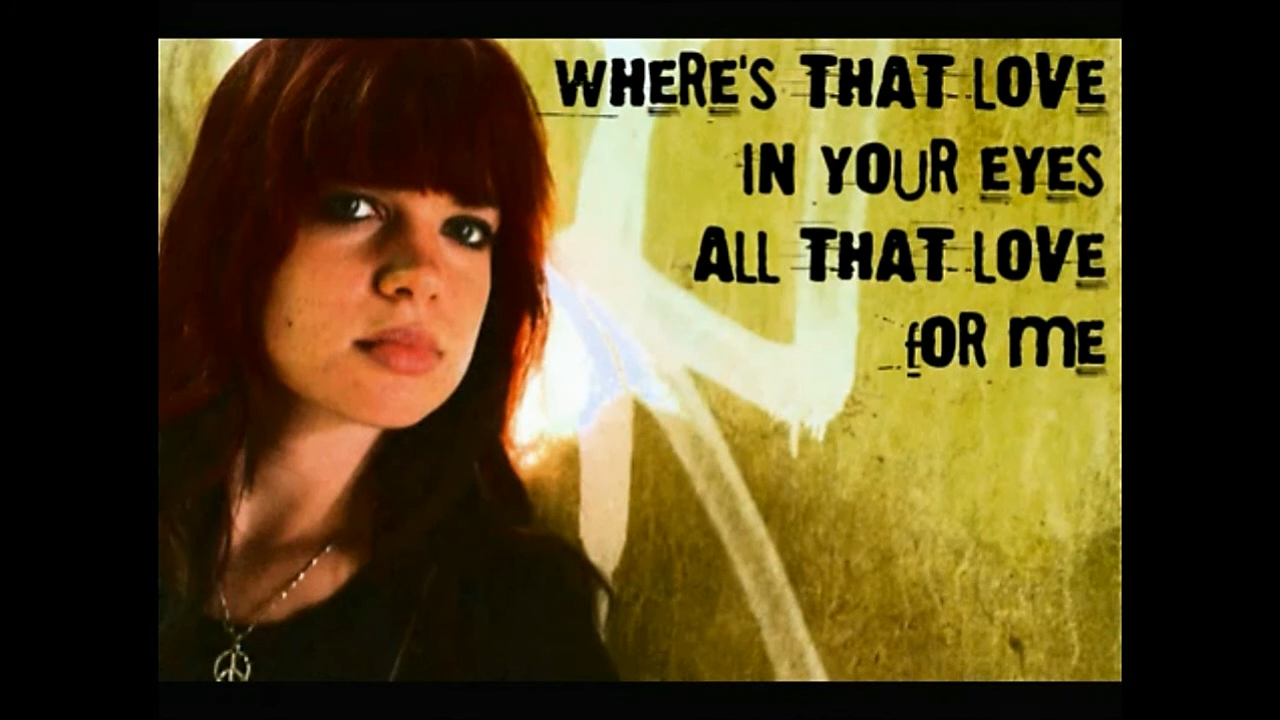 WHERE'S THAT LOVE
IN YOUR EYES
ALL THAT LOVE
fOR ME